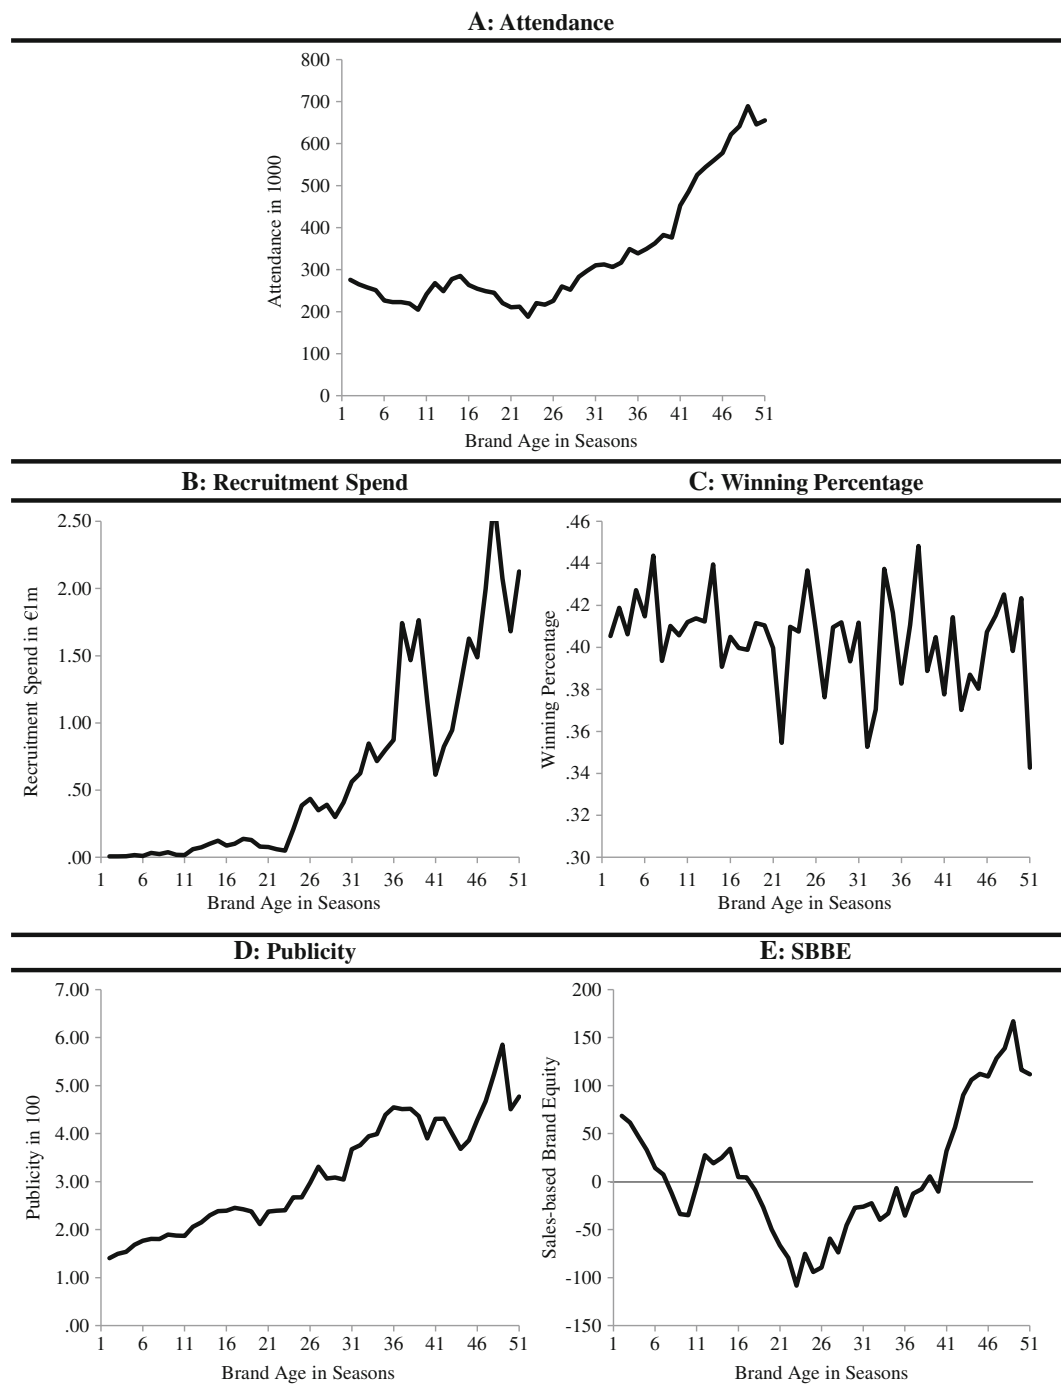 A: Attendance
800
700
600
500
400
300
200
100
0
Attendance in 1000
1 6 11 16 21 26 31 36 41 46 51
Brand Age in Seasons
B: Recruitment Spend
2.50
2.00
1.50
1.00
.50
.00
Recruitment Spend in €1m
1 6 11 16 21 26 31 36 41 46 51
Brand Age in Seasons
C: Winning Percentage
.46
.44
.42
.40
.38
.36
.34
.32
.30
Winning Percentage
1 6 11 16 21 26 31 36 41 46 51
Brand Age in Seasons
D: Publicity
7.00
6.00
5.00
4.00
3.00
2.00
1.00
.00
Publicity in 100
1 6 11 16 21 26 31 36 41 46 51
Brand Age in Seasons
E: SBBE
200
150
100
50
0
-50
-100
-150
Sales-based Brand Equity
1 6 11 16 21 26 31 36 41 46 51
Brand Age in Seasons